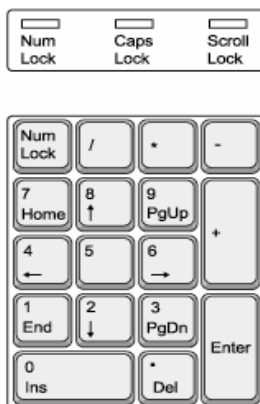 Num Caps Scroll
Lock Lock Lock
Num
Lock / * -
7 8 9
Home ↑ PgUp
+
4 5 6
← →
1 2 3
End ↓ PgDn
Enter
0 .
Ins Del